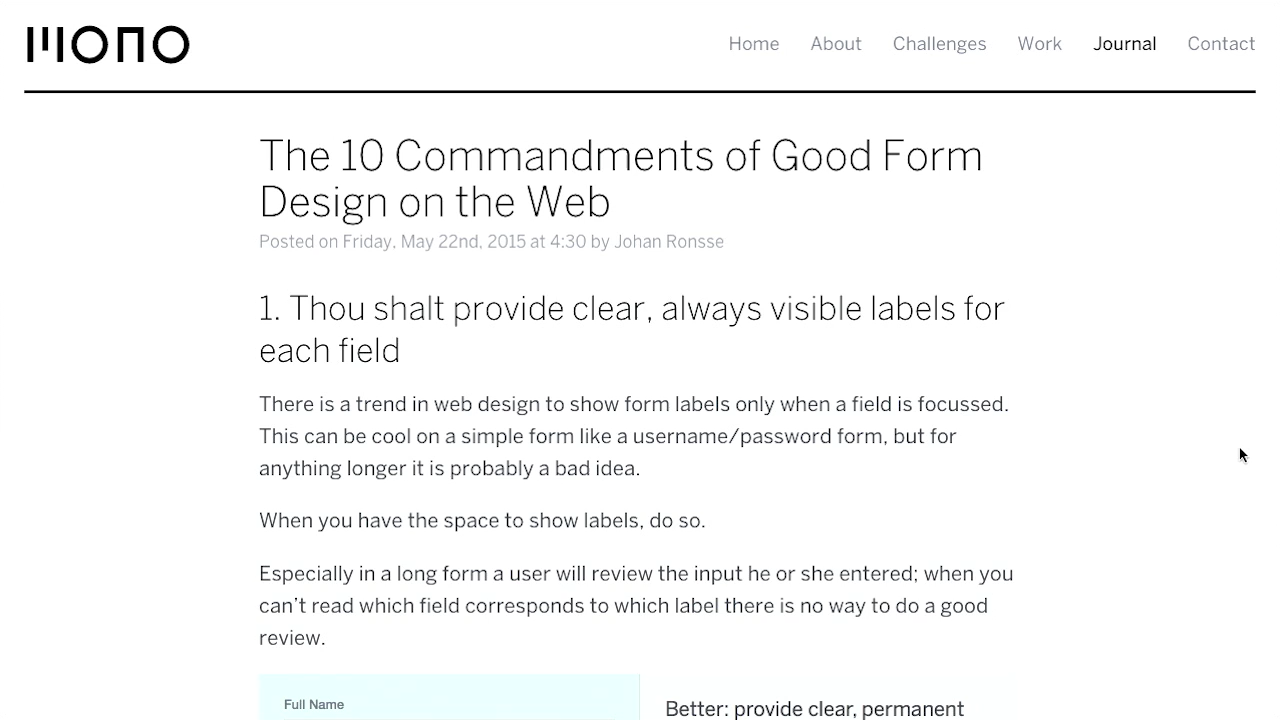 mono
Home About Challenges Work Journal Contact
The 10 Commandments of Good Form
Design on the Web
Posted on Friday, May 22nd, 2015 at 4:30 by Johan Ronsse
1. Thou shalt provide clear, always visible labels for
each field
There is a trend in web design to show form labels only when a field is focussed.
This can be cool on a simple form like a username/password form, but for
anything longer it is probably a bad idea.
When you have the space to show labels, do so.
Especially in a long form a user will review the input he or she entered; when you
can’t read which field corresponds to which label there is no way to do a good
review.
Full Name
Better: provide clear, permanent